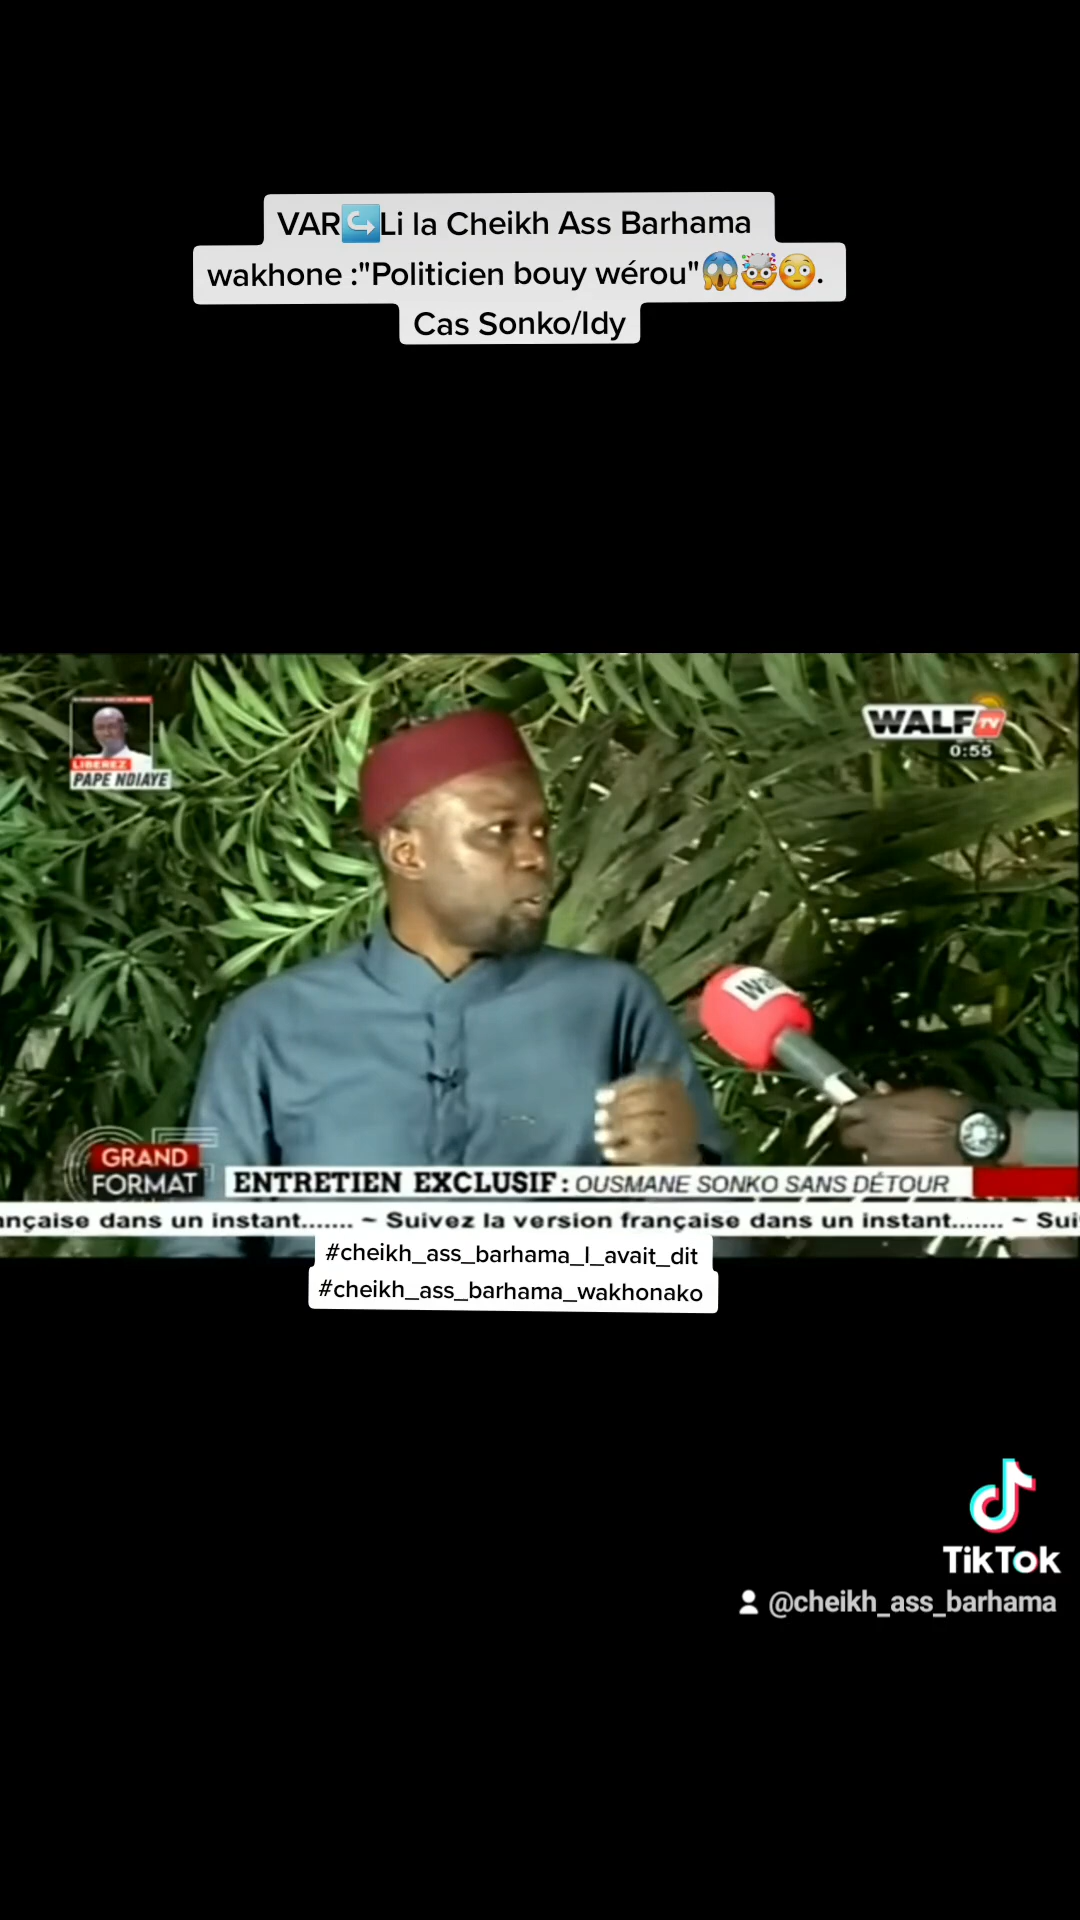 VAR↪️Li la Cheikh Ass Barhama
wakhone :"Politicien bouy wérou"😱🤯😳.
Cas Sonko/Idy
LIBEREZ
PAPE NDIAYE
WALF TV
0:55
Walf
GRAND
FORMAT
ENTRETIEN EXCLUSIF : OUSMANE SONKO SANS DÉTOUR
nçaise dans un instant....... ~ Suivez la version française dans un instant....... ~ Sui
#cheikh_ass_barhama_l_avait_dit
#cheikh_ass_barhama_wakhonako
TikTok
@cheikh_ass_barhama